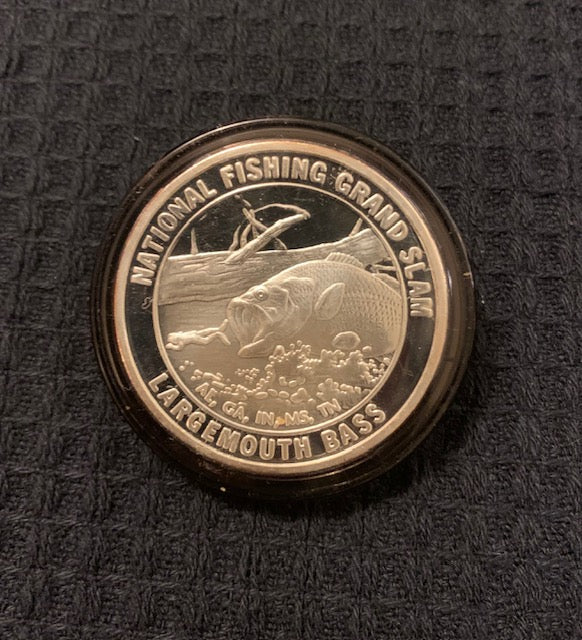 NATIONAL FISHING GRAND SLAM
AL, GA, IN, MS, TN
LARGEMOUTH BASS